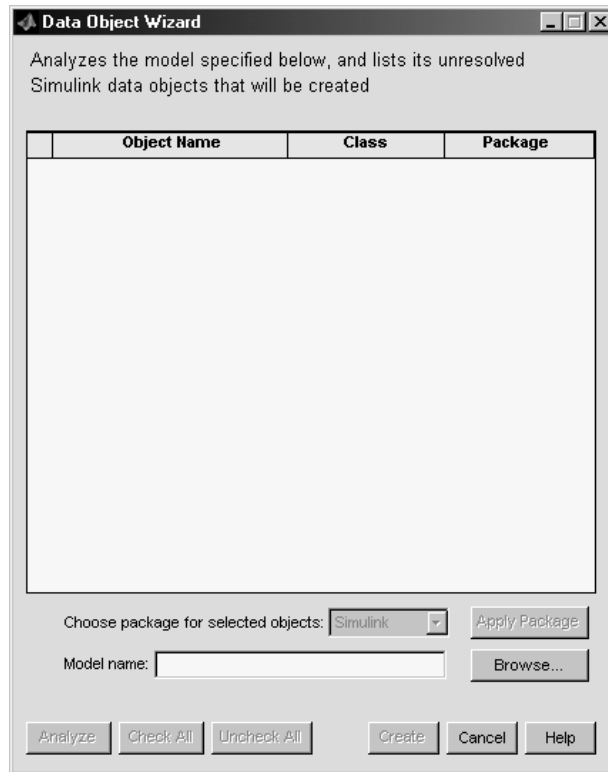 Data Object Wizard
Analyzes the model specified below, and lists its unresolved
Simulink data objects that will be created
Object Name Class Package
Choose package for selected objects: Simulink Apply Package
Model name: Browse...
Analyze Check All Uncheck All Create Cancel Help